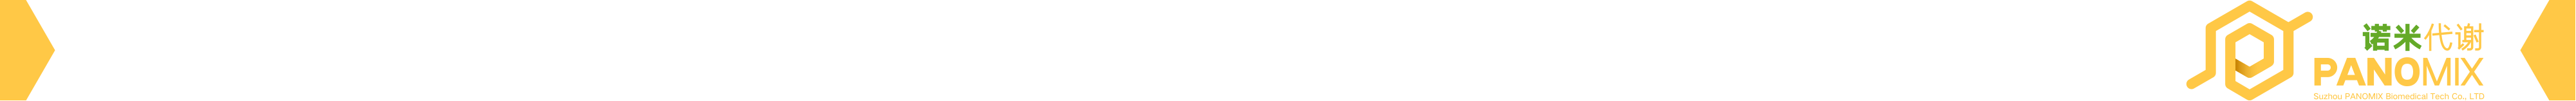 诺米代谢
PANOMIX
Suzhou PANOMIX Biomedical Tech Co., LTD